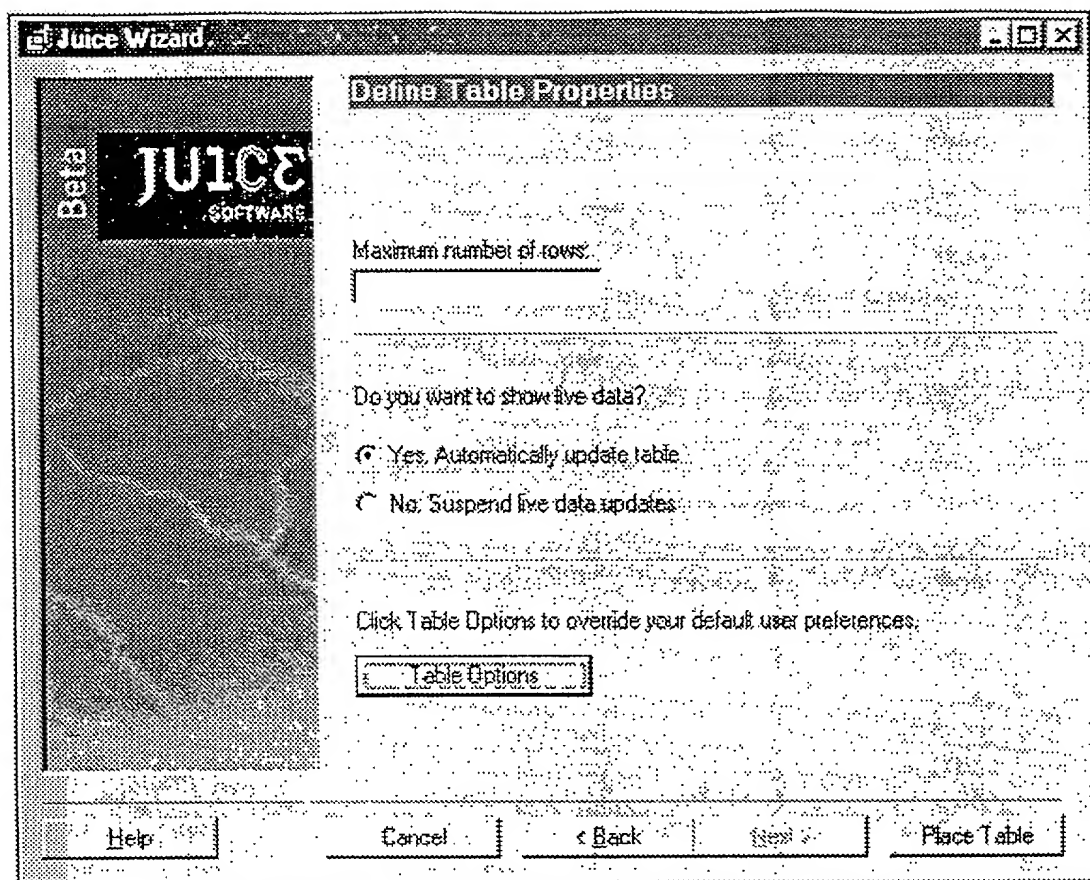 Juice Wizard
Define Table Properties
Beta
JU1CE
SOFTWARE
Maximum number of rows:
Do you want to show live data?
Yes. Automatically update table
No. Suspend live data updates
Click Table Options to override your default user preferences.
Table Options
Help
Cancel
< Back
Next >
Place Table